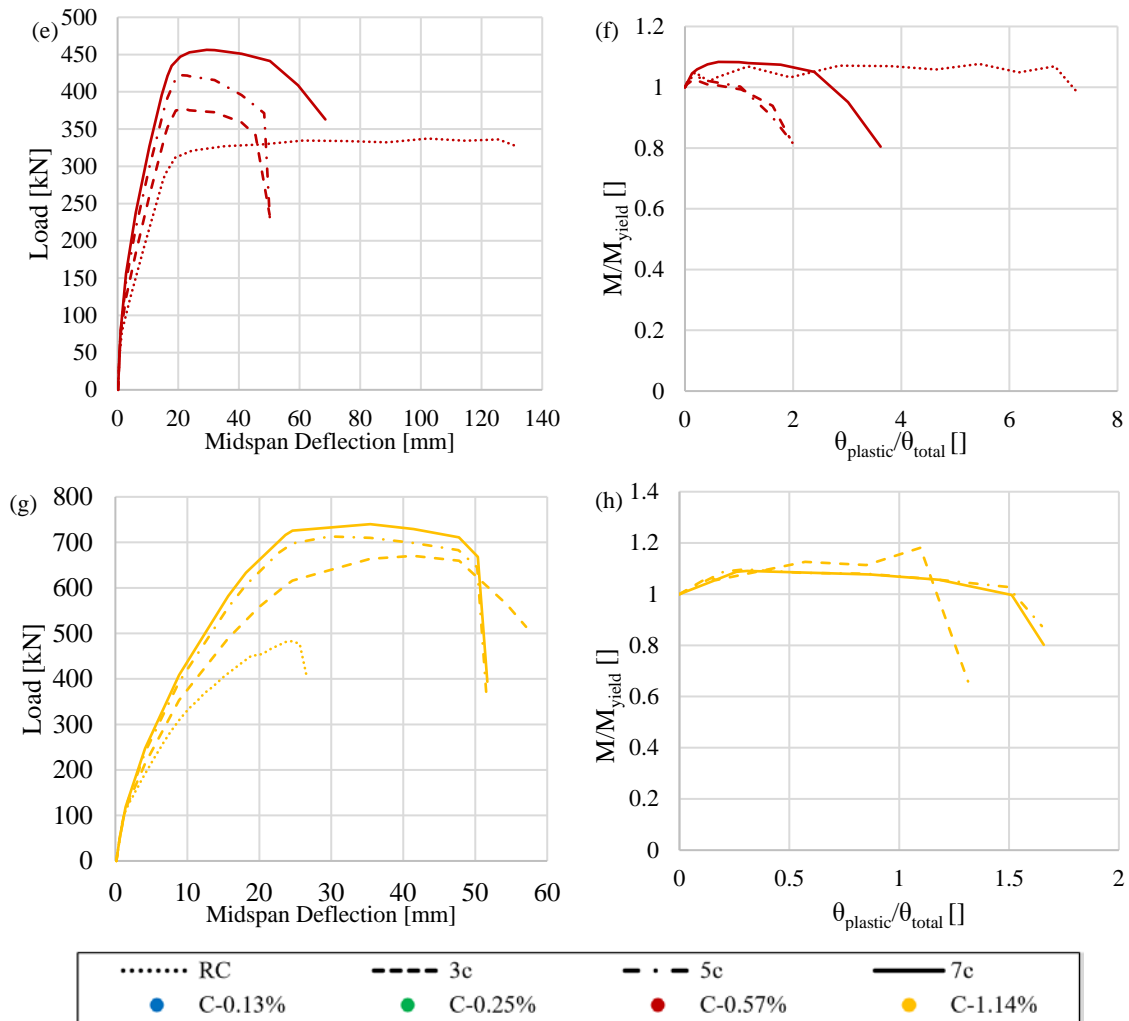 (e)
500
450
400
350
300
250
200
150
100
50
0
Load [kN]
0 20 40 60 80 100 120 140
Midspan Deflection [mm]
(f)
1.2
1
0.8
0.6
0.4
0.2
0
M/Myield []
0 2 4 6 8
θplastic/θtotal []
(g)
800
700
600
500
400
300
200
100
0
Load [kN]
0 10 20 30 40 50 60
Midspan Deflection [mm]
(h)
1.4
1.2
1
0.8
0.6
0.4
0.2
0
M/Myield []
0 0.5 1 1.5 2
θplastic/θtotal []
RC 3c 5c 7c
C-0.13% C-0.25% C-0.57% C-1.14%